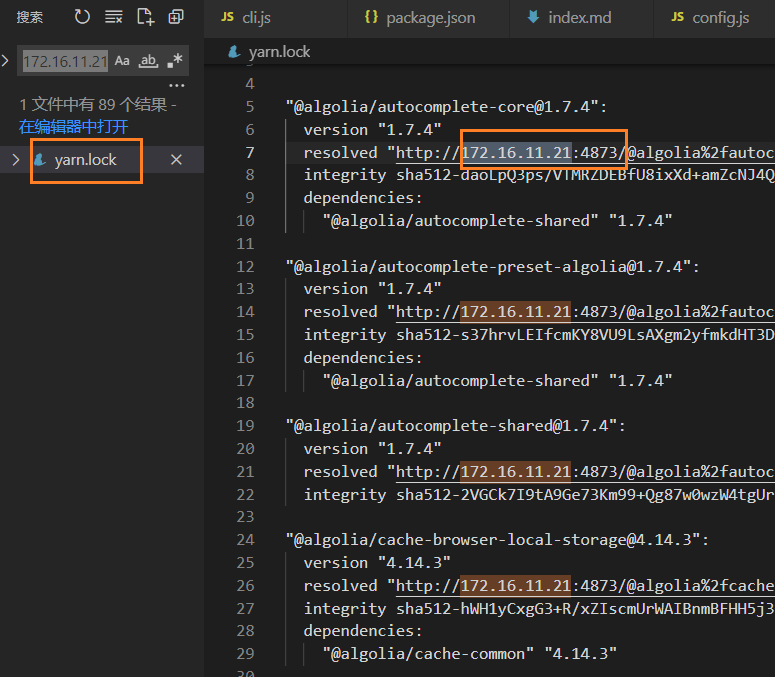 搜索
172.16.11.21 Aa ab .*
1 文件中有 89 个结果 -
在编辑器中打开
yarn.lock
JS cli.js {} package.json index.md JS config.js
yarn.lock
4
5 "@algolia/autocomplete-core@1.7.4":
6 version "1.7.4"
7 resolved "http://172.16.11.21:4873/@algolia%2fautoc
8 integrity sha512-daoLpQ3ps/VTMRZDEBfU8ixXd+amZcNJ4Q
9 dependencies:
10 "@algolia/autocomplete-shared" "1.7.4"
11
12 "@algolia/autocomplete-preset-algolia@1.7.4":
13 version "1.7.4"
14 resolved "http://172.16.11.21:4873/@algolia%2fautoc
15 integrity sha512-s37hrvLEIfcmKY8VU9LsAXgm2yfmkdHT3D
16 dependencies:
17 "@algolia/autocomplete-shared" "1.7.4"
18
19 "@algolia/autocomplete-shared@1.7.4":
20 version "1.7.4"
21 resolved "http://172.16.11.21:4873/@algolia%2fautoc
22 integrity sha512-2VGCk7I9tA9Ge73Km99+Qg87w0wzW4tgUr
23
24 "@algolia/cache-browser-local-storage@4.14.3":
25 version "4.14.3"
26 resolved "http://172.16.11.21:4873/@algolia%2fcache
27 integrity sha512-hWH1yCxgG3+R/xZIscmUrWAIBnmBFHH5j3
28 dependencies:
29 "@algolia/cache-common" "4.14.3"
30